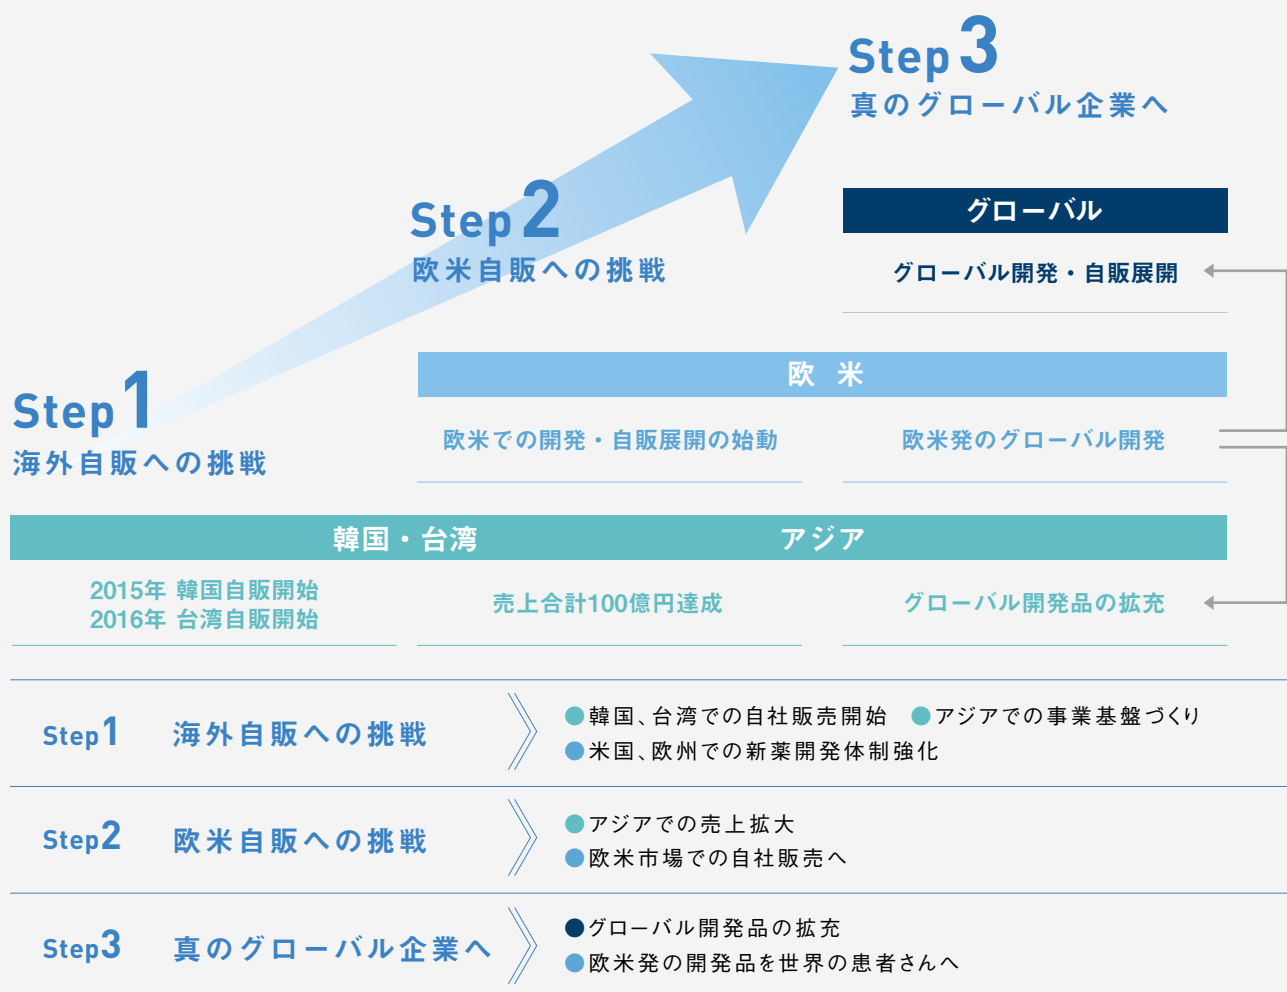 Step3
真のグローバル企業へ
Step2
欧米自販への挑戦
Step1
海外自販への挑戦
グローバル
グローバル開発・自販展開
欧米
欧米での開発・自販展開の始動
欧米発のグローバル開発
韓国・台湾
アジア
2015年 韓国自販開始
2016年 台湾自販開始
売上合計100億円達成
グローバル開発品の拡充
Step1
海外自販への挑戦
●韓国、台湾での自社販売開始 ●アジアでの事業基盤づくり
●米国、欧州での新薬開発体制強化
Step2
欧米自販への挑戦
●アジアでの売上拡大
●欧米市場での自社販売へ
Step3
真のグローバル企業へ
●グローバル開発品の拡充
●欧米発の開発品を世界の患者さんへ